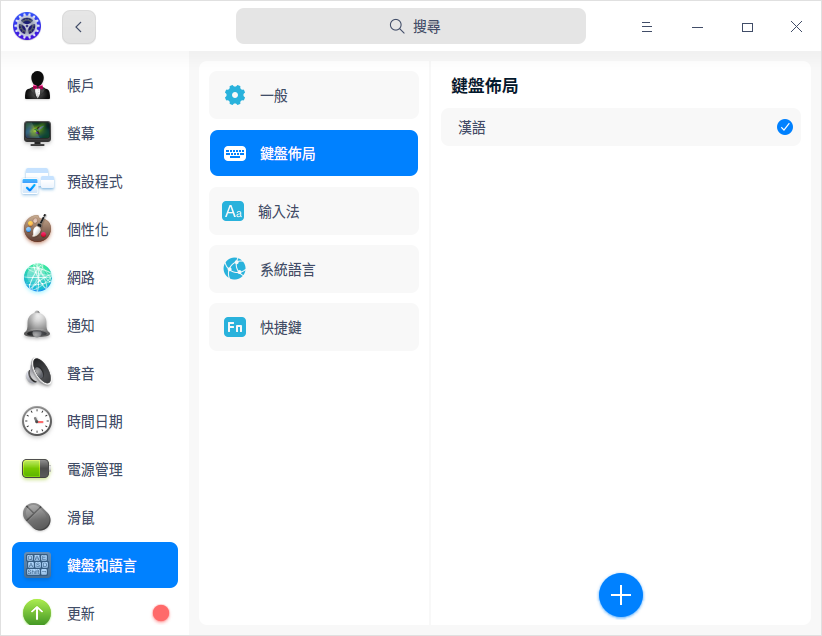 搜尋
帳戶
螢幕
預設程式
個性化
網路
通知
聲音
時間日期
電源管理
滑鼠
鍵盤和語言
更新
一般
鍵盤佈局
输入法
系統語言
快捷鍵
鍵盤佈局
漢語